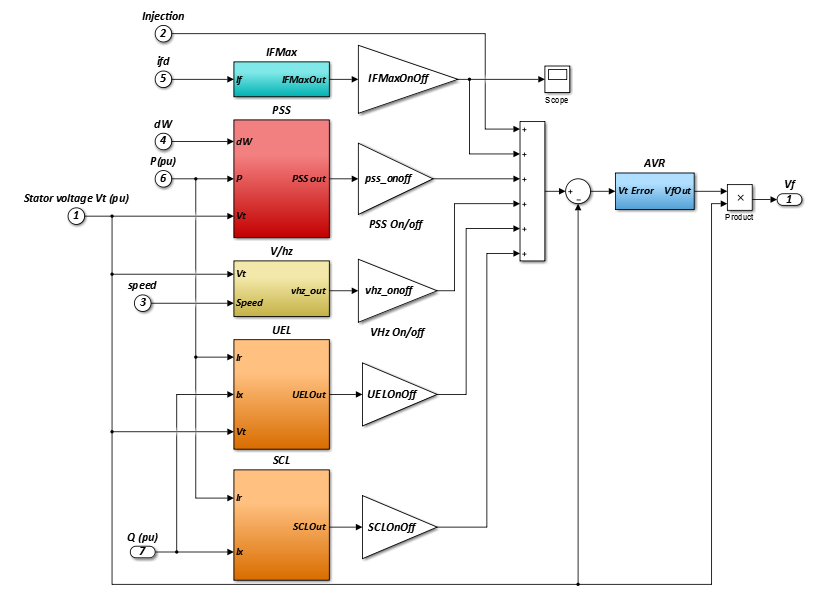 Injection
2
ifd
5
IFMax
If IFMaxOut
IFMaxOnOff
Scope
dW
4
P(pu)
6
Stator voltage Vt (pu)
1
PSS
dW
P PSS out
Vt
pss_onoff
PSS On/off
+
+
+
+
+
+
+
−
AVR
Vt Error VfOut
×
Product
Vf
1
speed
3
V/hz
Vt
vhz_out
Speed
vhz_onoff
VHz On/off
UEL
Ir
Ix UELOut
Vt
UELOnOff
SCL
Ir
SCLOut
Ix
SCLOnOff
Q (pu)
7